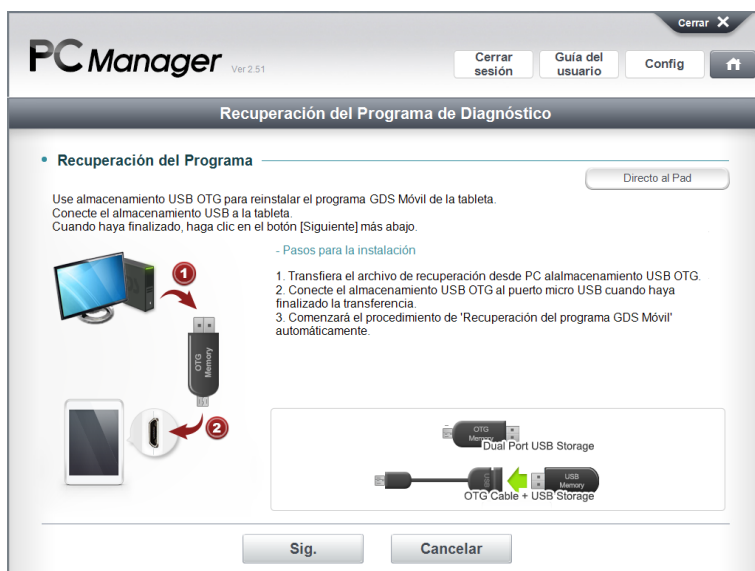 Cerrar X
PC Manager Ver 2.51
Cerrar sesión
Guía del usuario
Config
Recuperación del Programa de Diagnóstico
• Recuperación del Programa
Directo al Pad
Use almacenamiento USB OTG para reinstalar el programa GDS Móvil de la tableta.
Conecte el almacenamiento USB a la tableta.
Cuando haya finalizado, haga clic en el botón [Siguiente] más abajo.
- Pasos para la instalación
1. Transfiera el archivo de recuperación desde PC alalmacenamiento USB OTG.
2. Conecte el almacenamiento USB OTG al puerto micro USB cuando haya
finalizado la transferencia.
3. Comenzará el procedimiento de 'Recuperación del programa GDS Móvil'
automáticamente.
1
OTG
Memory
2
OTG
Memory
Dual Port USB Storage
USB
USB
Memory
OTG Cable + USB Storage
Sig.
Cancelar